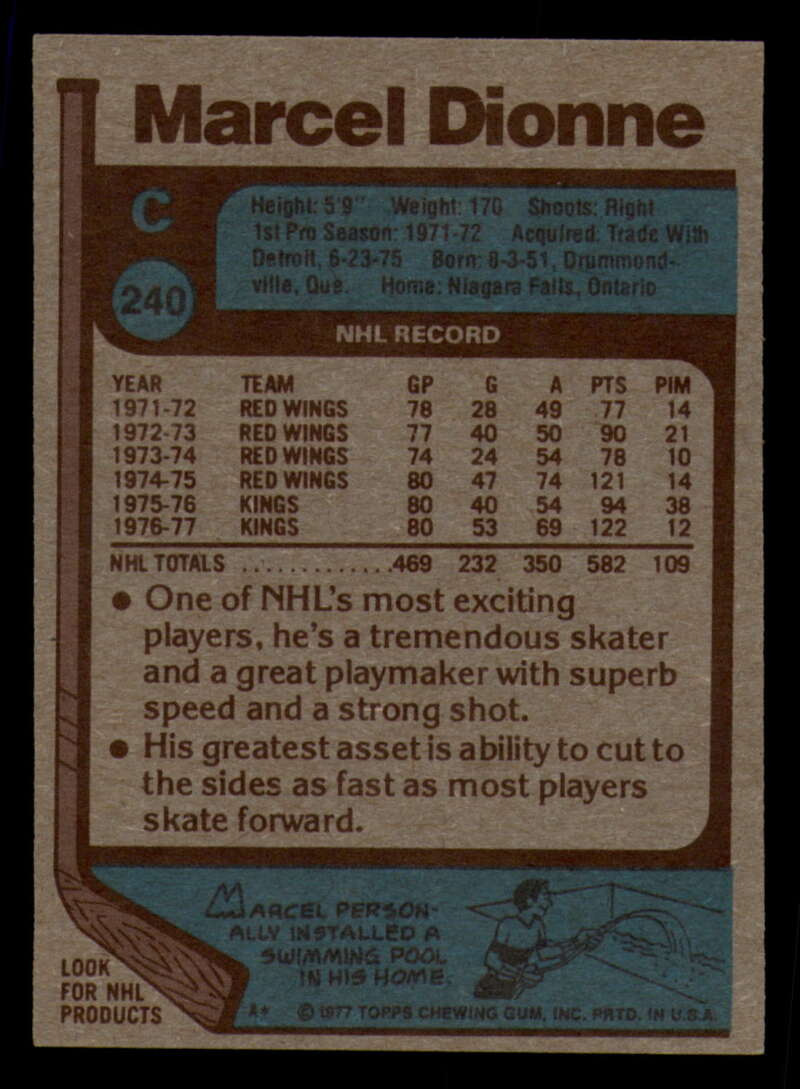 Marcel Dionne
C
240
Height: 5'9" Weight: 170 Shoots: Right
1st Pro Season: 1971-72 Acquired: Trade With
Detroit, 6-23-75 Born: 8-3-51, Drummond-
ville, Que. Home: Niagara Falls, Ontario
NHL RECORD
YEAR TEAM GP G A PTS PIM
1971-72 RED WINGS 78 28 49 77 14
1972-73 RED WINGS 77 40 50 90 21
1973-74 RED WINGS 74 24 54 78 10
1974-75 RED WINGS 80 47 74 121 14
1975-76 KINGS 80 40 54 94 38
1976-77 KINGS 80 53 69 122 12
NHL TOTALS ..............469 232 350 582 109
● One of NHL's most exciting
players, he's a tremendous skater
and a great playmaker with superb
speed and a strong shot.
● His greatest asset is ability to cut to
the sides as fast as most players
skate forward.
MARCEL PERSON-
ALLY INSTALLED A
SWIMMING POOL
IN HIS HOME.
LOOK
FOR NHL
PRODUCTS
A* © 1977 TOPPS CHEWING GUM, INC. PRTD. IN U.S.A.